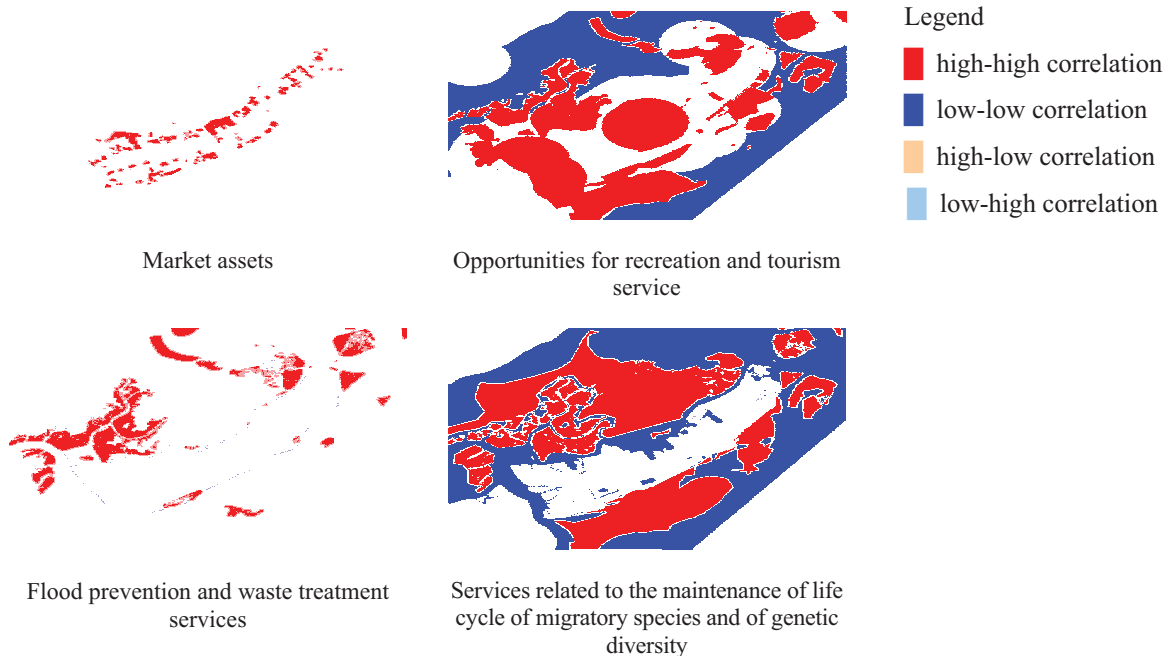 Legend
high-high correlation
low-low correlation
high-low correlation
low-high correlation
Market assets
Opportunities for recreation and tourism
service
Flood prevention and waste treatment
services
Services related to the maintenance of life
cycle of migratory species and of genetic
diversity